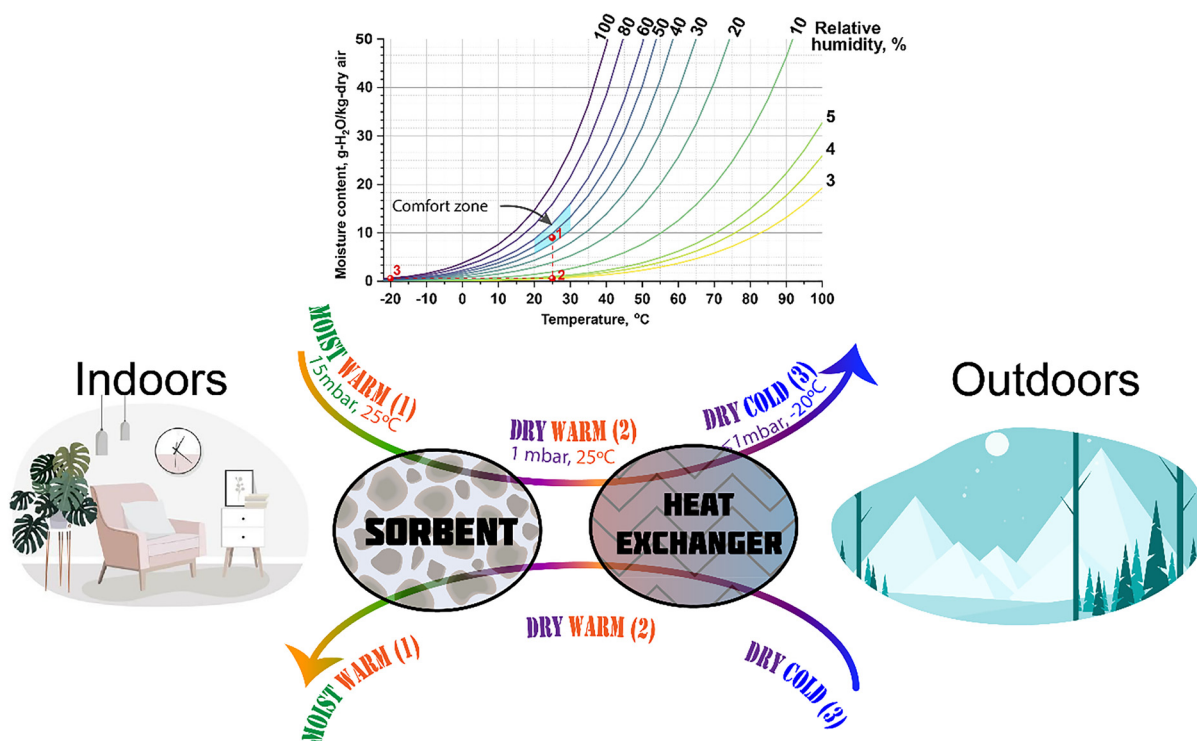 100
80
60
50
40
30
20
10
Relative
humidity, %
50
40
30
20
10
0
Moisture content, g-H₂O/kg-dry air
5
4
3
Comfort zone
1
2
3
-20
-10
0
10
20
30
40
50
60
70
80
90
100
Temperature, °C
Indoors
Outdoors
MOIST WARM (1)
15mbar, 25°C
DRY WARM (2)
1 mbar, 25°C
DRY COLD (3)
<1mbar, -20°C
SORBENT
HEAT
EXCHANGER
MOIST WARM (1)
DRY WARM (2)
DRY COLD (3)